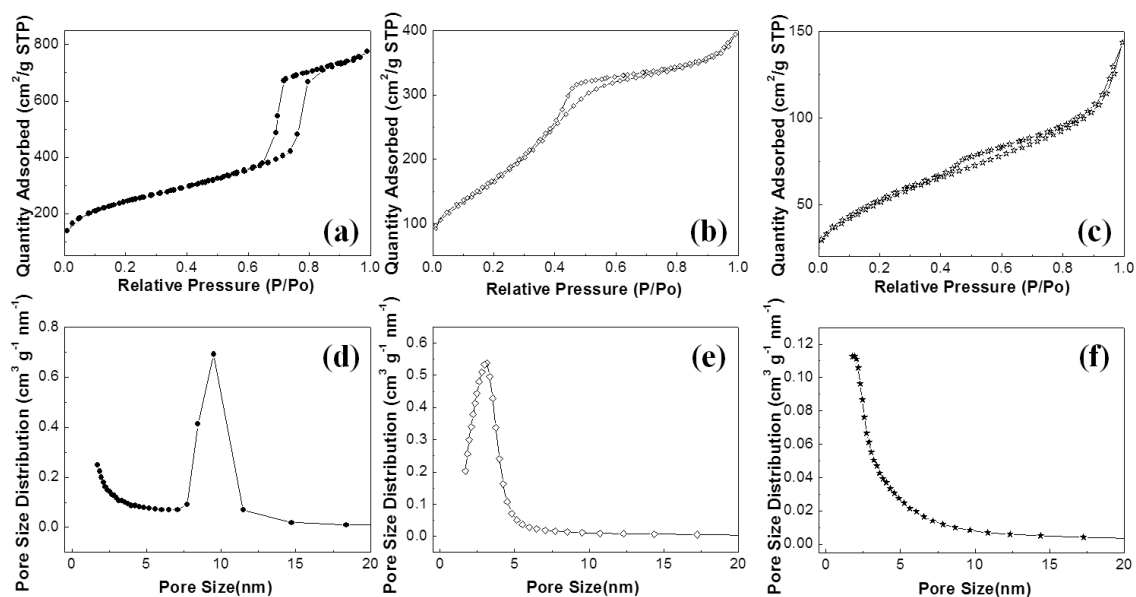 Quantity Adsorbed (cm²/g STP)
800
600
400
200
0.0 0.2 0.4 0.6 0.8 1.0
Relative Pressure (P/Po)
(a)
Quantity Adsorbed (cm²/g STP)
400
300
200
100
0.0 0.2 0.4 0.6 0.8 1.0
Relative Pressure (P/Po)
(b)
Quantity Adsorbed (cm²/g STP)
150
100
50
0.0 0.2 0.4 0.6 0.8 1.0
Relative Pressure (P/Po)
(c)
Pore Size Distribution (cm³ g⁻¹ nm⁻¹)
0.8
0.6
0.4
0.2
0.0
0 5 10 15 20
Pore Size(nm)
(d)
Pore Size Distribution (cm³ g⁻¹ nm⁻¹)
0.6
0.5
0.4
0.3
0.2
0.1
0.0
0 5 10 15 20
Pore Size(nm)
(e)
Pore Size Distribution (cm³ g⁻¹ nm⁻¹)
0.12
0.10
0.08
0.06
0.04
0.02
0.00
0 5 10 15 20
Pore Size(nm)
(f)